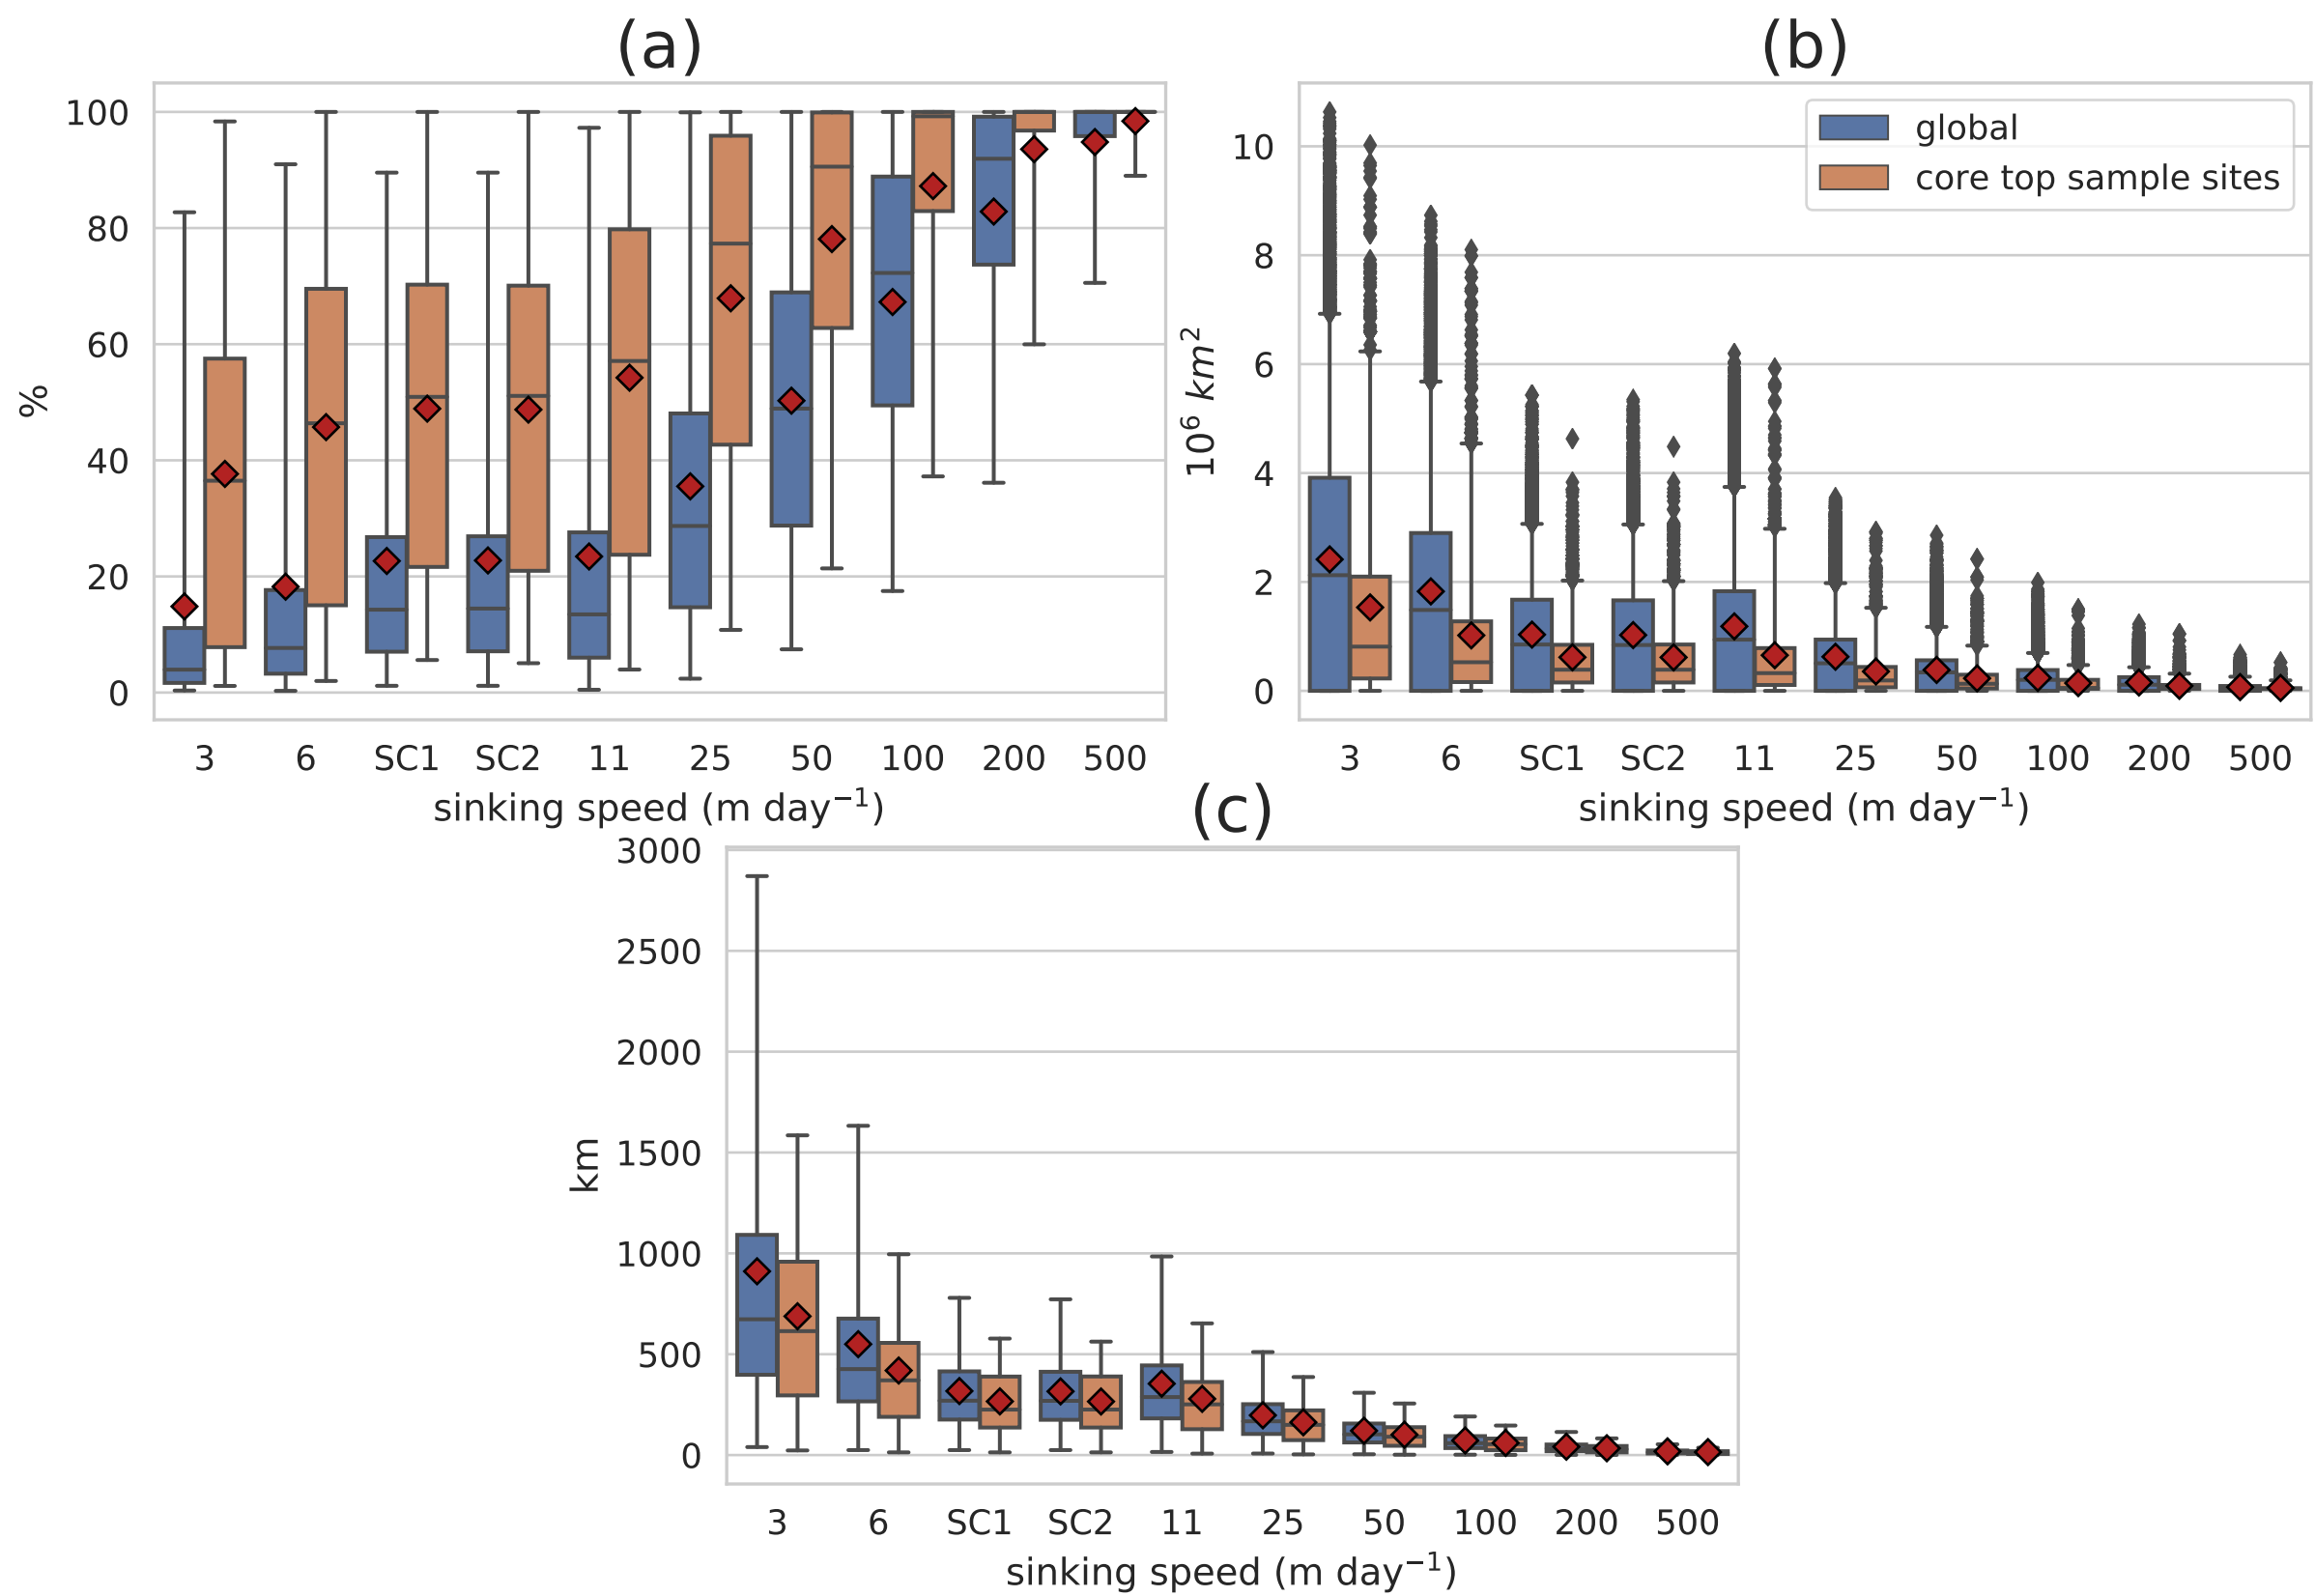 (a)
100
80
60
40
20
0
%
3 6 SC1 SC2 11 25 50 100 200 500
sinking speed (m day⁻¹)
(b)
global
core top sample sites
10
8
6
4
2
0
10⁶ km²
3 6 SC1 SC2 11 25 50 100 200 500
sinking speed (m day⁻¹)
(c)
3000
2500
2000
1500
1000
500
0
km
3 6 SC1 SC2 11 25 50 100 200 500
sinking speed (m day⁻¹)